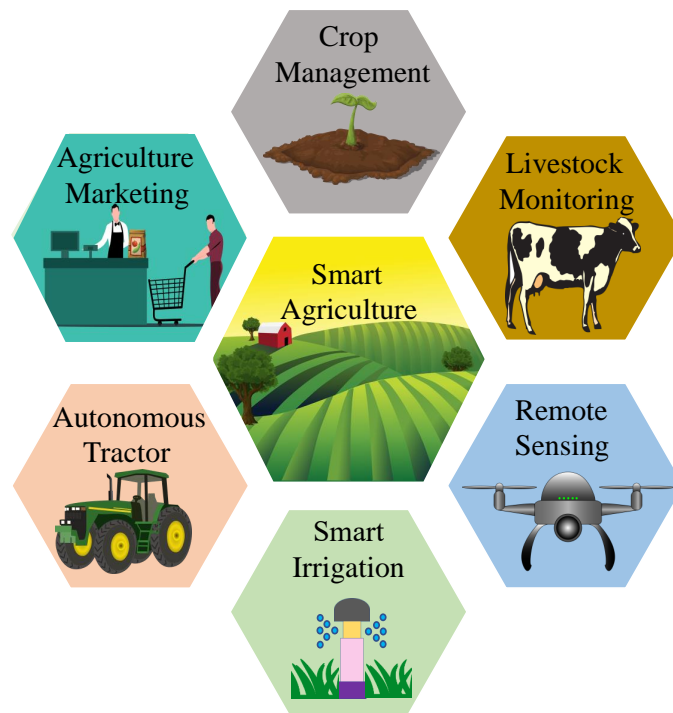 Crop
Management
Agriculture
Marketing
Livestock
Monitoring
Smart
Agriculture
Autonomous
Tractor
Remote
Sensing
Smart
Irrigation